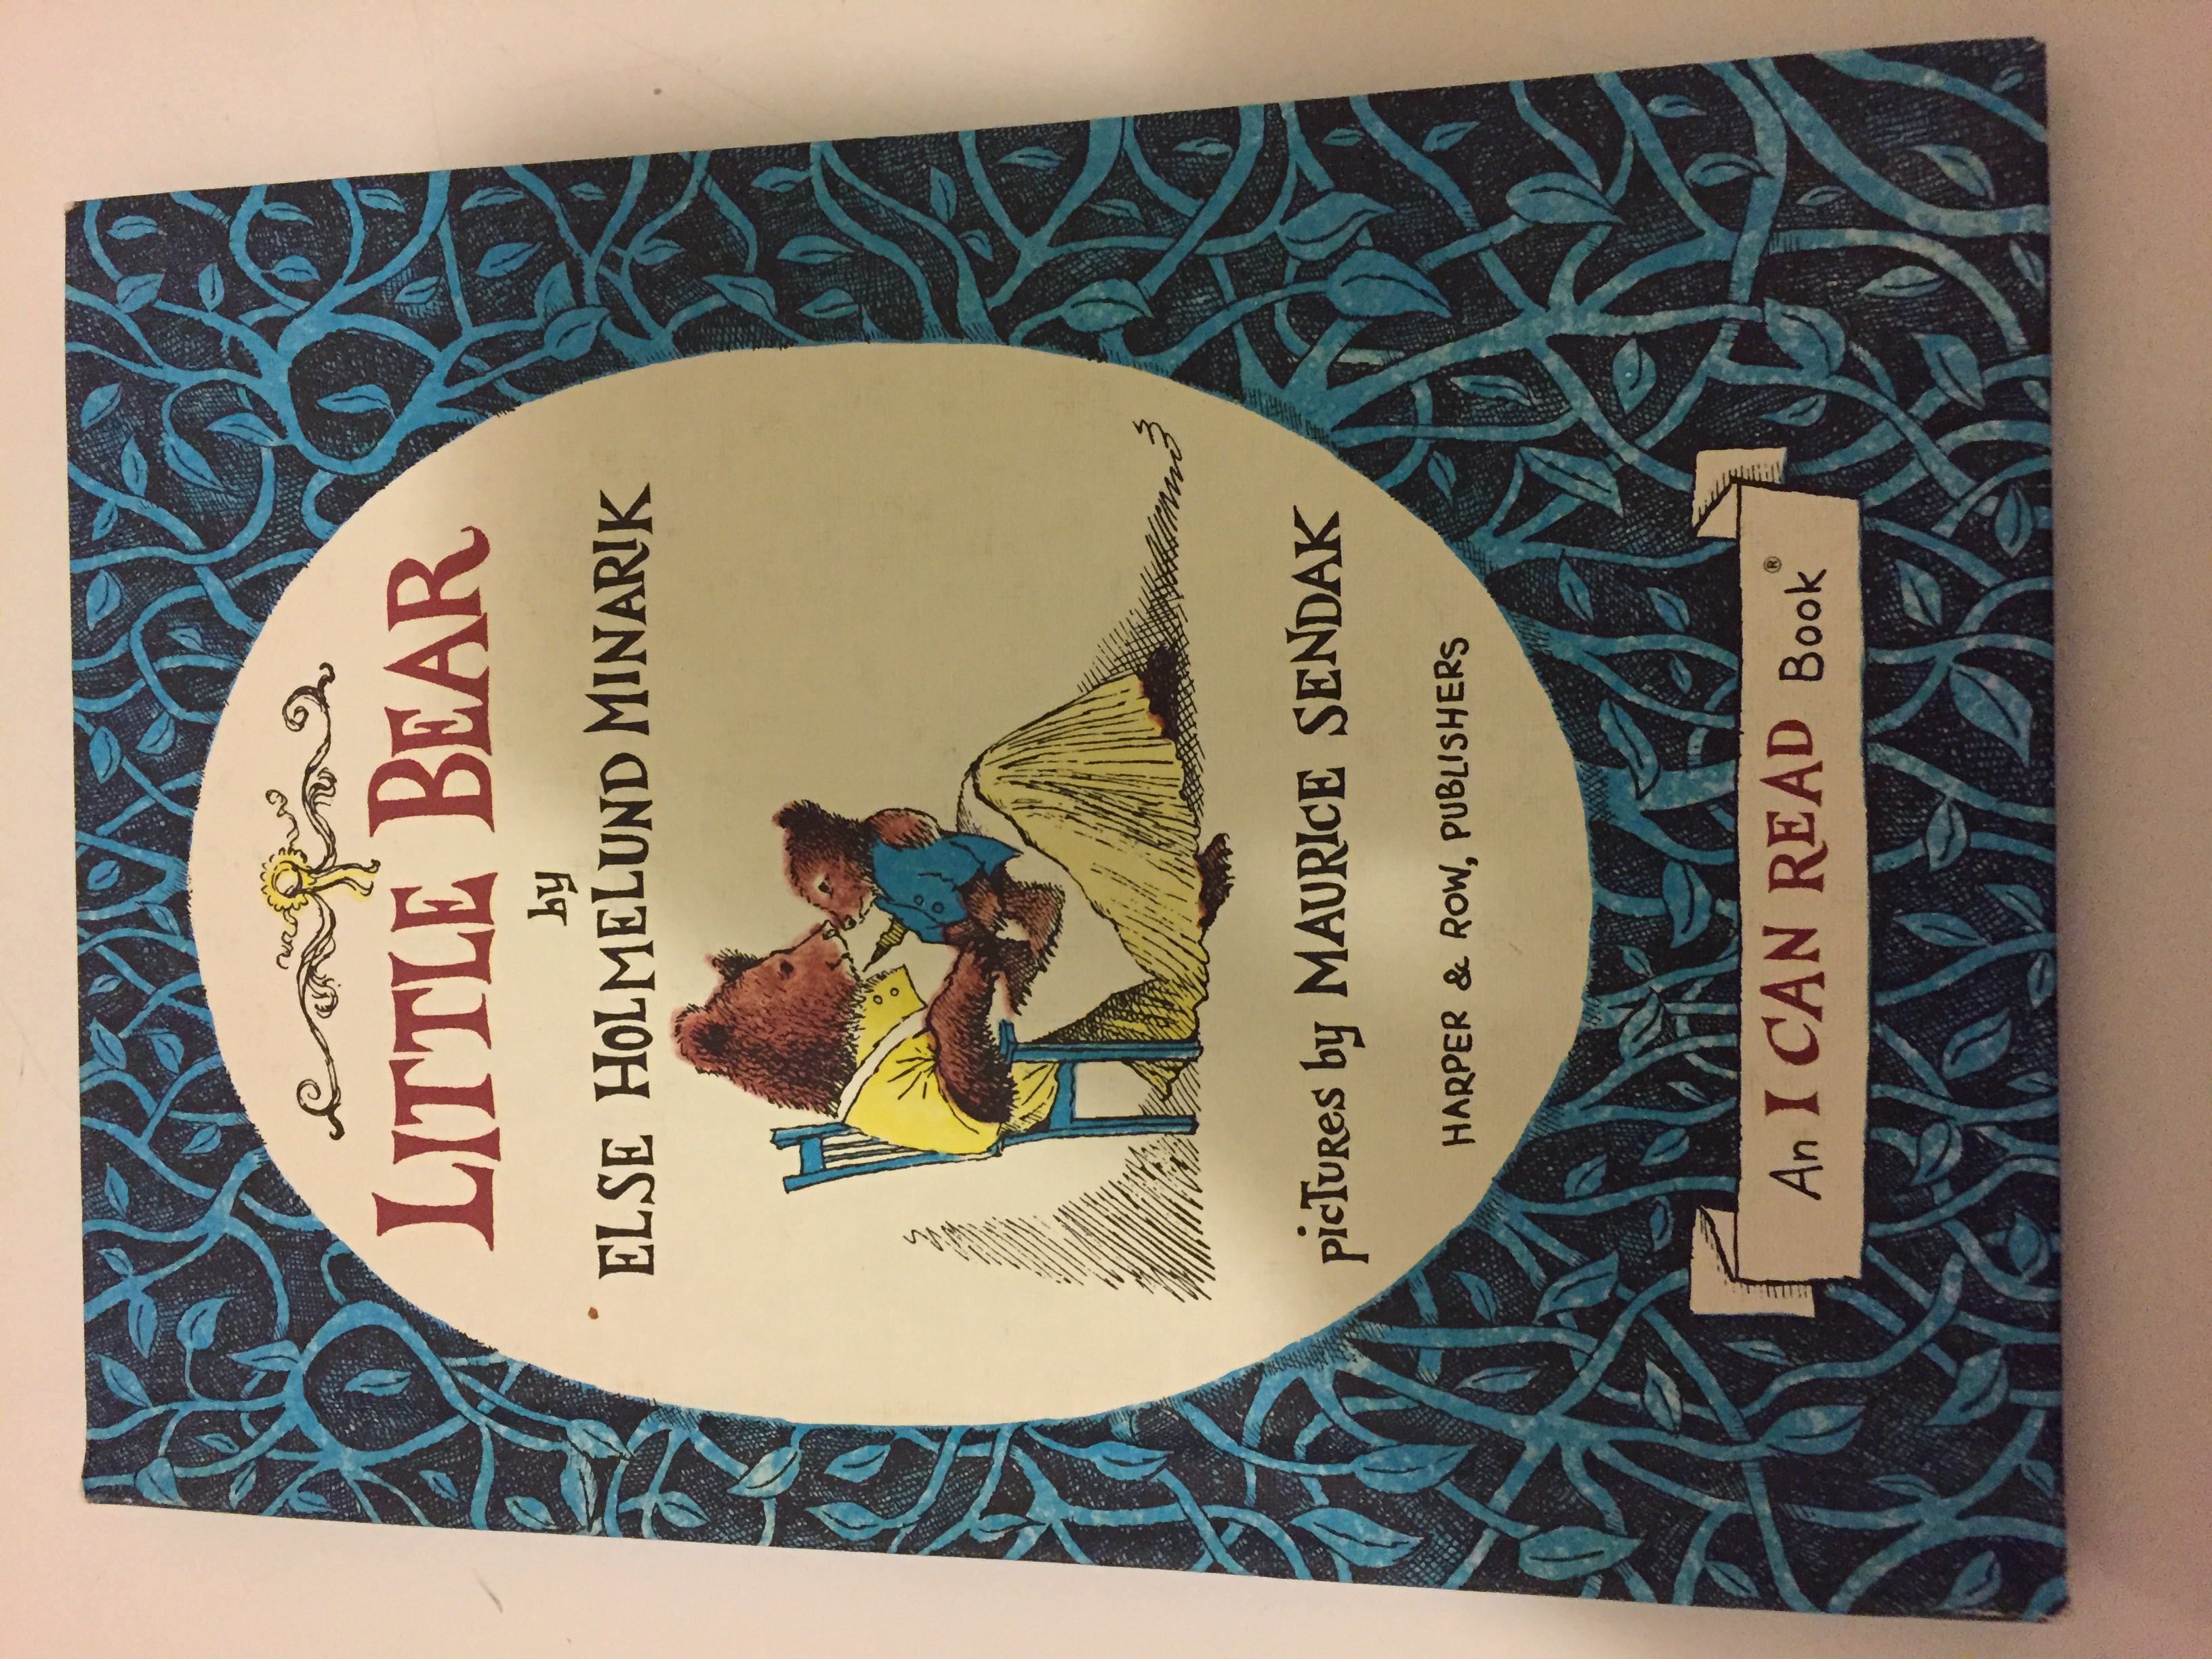 LITTLE BEAR
by
ELSE HOLMELUND MINARIK
pictures by MAURICE SENDAK
HARPER & ROW, PUBLISHERS
An I CAN READ Book®